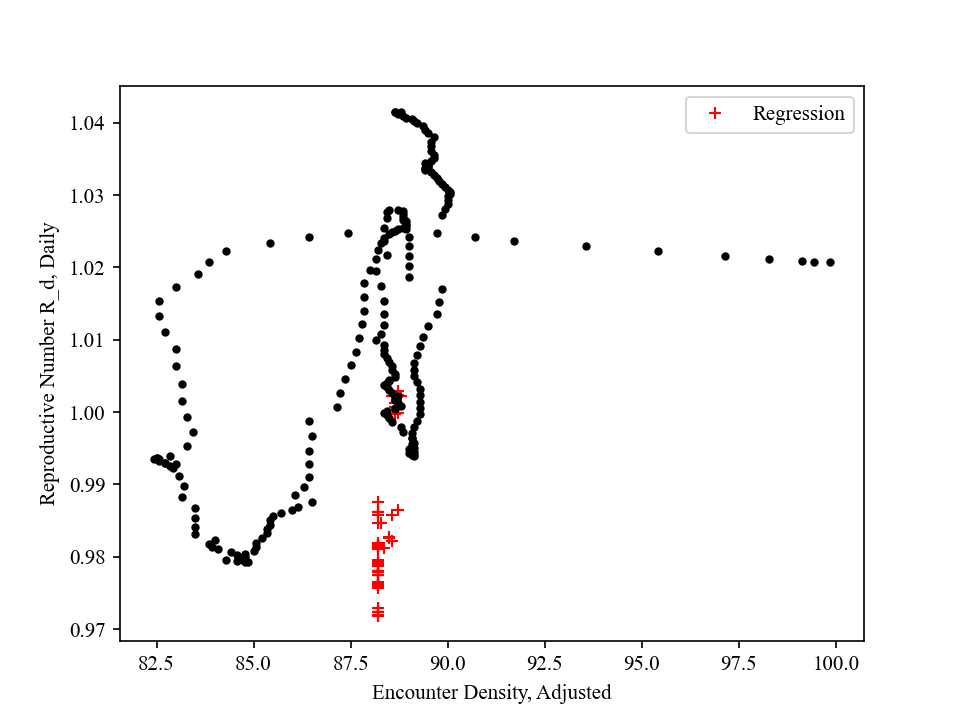 Regression
1.04
1.03
1.02
1.01
1.00
0.99
0.98
0.97
Reproductive Number R_d, Daily
82.5 85.0 87.5 90.0 92.5 95.0 97.5 100.0
Encounter Density, Adjusted